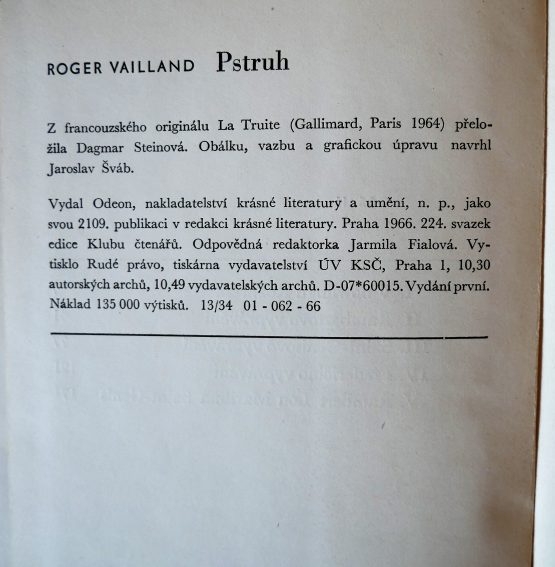 ROGER VAILLAND Pstruh
Z francouzského originálu La Truite (Gallimard, Paris 1964) přelo-
žila Dagmar Steinová. Obálku, vazbu a grafickou úpravu navrhl
Jaroslav Šváb.
Vydal Odeon, nakladatelství krásné literatury a umění, n. p., jako
svou 2109. publikaci v redakci krásné literatury. Praha 1966. 224. svazek
edice Klubu čtenářů. Odpovědná redaktorka Jarmila Fialová. Vy-
tisklo Rudé právo, tiskárna vydavatelství ÚV KSČ, Praha 1, 10,30
autorských archů, 10,49 vydavatelských archů. D-07*60015. Vydání první.
Náklad 135 000 výtisků. 13/34 01 - 062 - 66